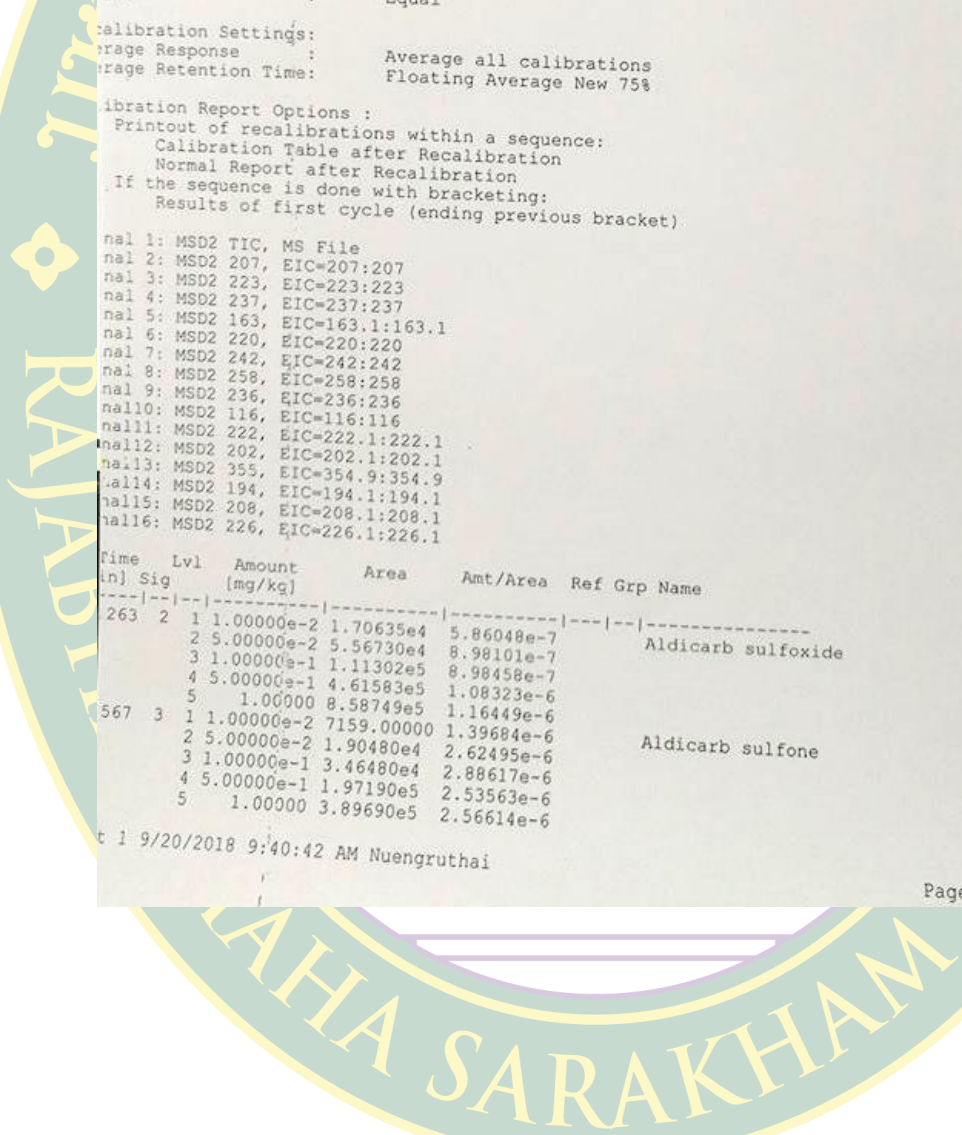 Equal
alibration Settings:
erage Response : Average all calibrations
rage Retention Time: Floating Average New 75%
ibration Report Options :
Printout of recalibrations within a sequence:
Calibration Table after Recalibration
Normal Report after Recalibration
If the sequence is done with bracketing:
Results of first cycle (ending previous bracket)
nal 1: MSD2 TIC, MS File
nal 2: MSD2 207, EIC=207:207
nal 3: MSD2 223, EIC=223:223
nal 4: MSD2 237, EIC=237:237
nal 5: MSD2 163, EIC=163.1:163.1
nal 6: MSD2 220, EIC=220:220
nal 7: MSD2 242, EIC=242:242
nal 8: MSD2 258, EIC=258:258
nal 9: MSD2 236, EIC=236:236
nal10: MSD2 116, EIC=116:116
nal11: MSD2 222, EIC=222.1:222.1
nal12: MSD2 202, EIC=202.1:202.1
nal13: MSD2 355, EIC=354.9:354.9
nal14: MSD2 194, EIC=194.1:194.1
nal15: MSD2 208, EIC=208.1:208.1
nal16: MSD2 226, EIC=226.1:226.1
Time Lvl Amount Area Amt/Area Ref Grp Name
in] Sig [mg/kg]
----|--|--|----------|----------|----------|---|--|---------------
.263 2 1 1.00000e-2 1.70635e4 5.86048e-7 Aldicarb sulfoxide
2 5.00000e-2 5.56730e4 8.98101e-7
3 1.00000e-1 1.11302e5 8.98458e-7
4 5.00000e-1 4.61583e5 1.08323e-6
5 1.00000 8.58749e5 1.16449e-6
567 3 1 1.00000e-2 7159.00000 1.39684e-6 Aldicarb sulfone
2 5.00000e-2 1.90480e4 2.62495e-6
3 1.00000e-1 3.46480e4 2.88617e-6
4 5.00000e-1 1.97190e5 2.53563e-6
5 1.00000 3.89690e5 2.56614e-6
t 1 9/20/2018 9:40:42 AM Nuengruthai
Page
RAJABH
AHA SARAKHAM